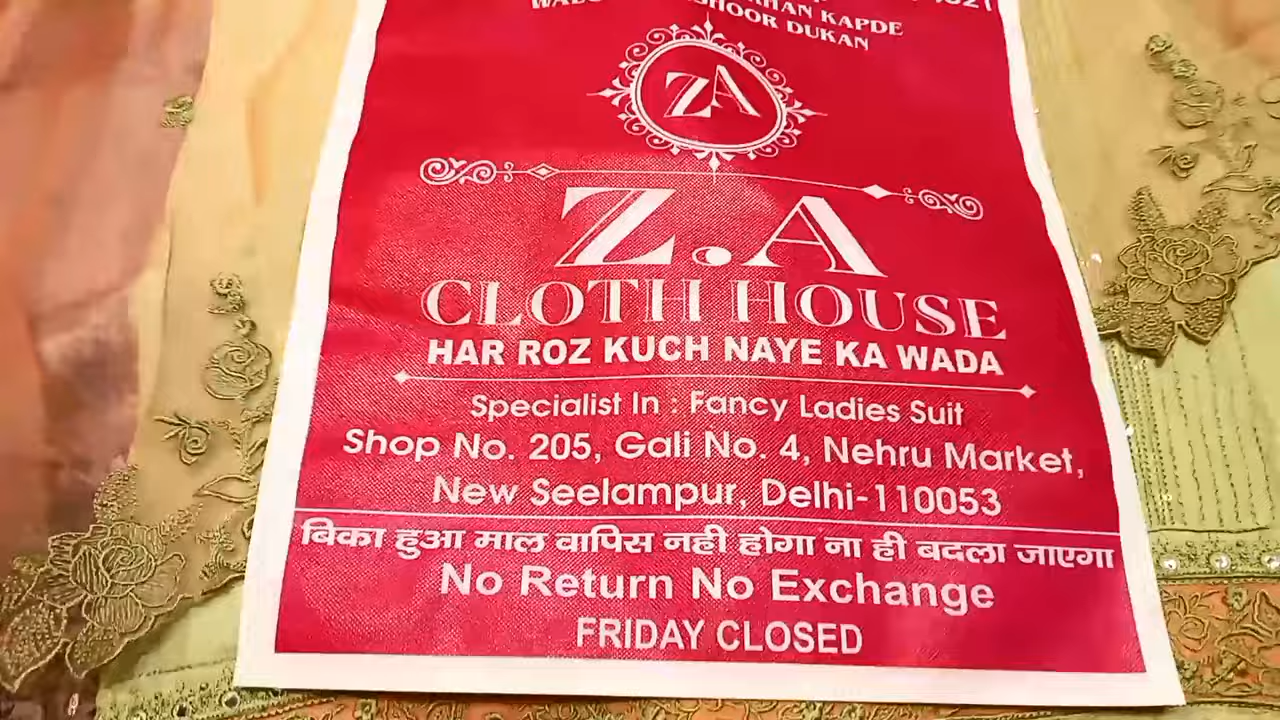 KAPDE
DUKAN
ZA
Z.A
CLOTH HOUSE
HAR ROZ KUCH NAYE KA WADA
Specialist In : Fancy Ladies Suit
Shop No. 205, Gali No. 4, Nehru Market,
New Seelampur, Delhi-110053
बिका हुआ माल वापिस नही होगा ना ही बदला जाएगा
No Return No Exchange
FRIDAY CLOSED